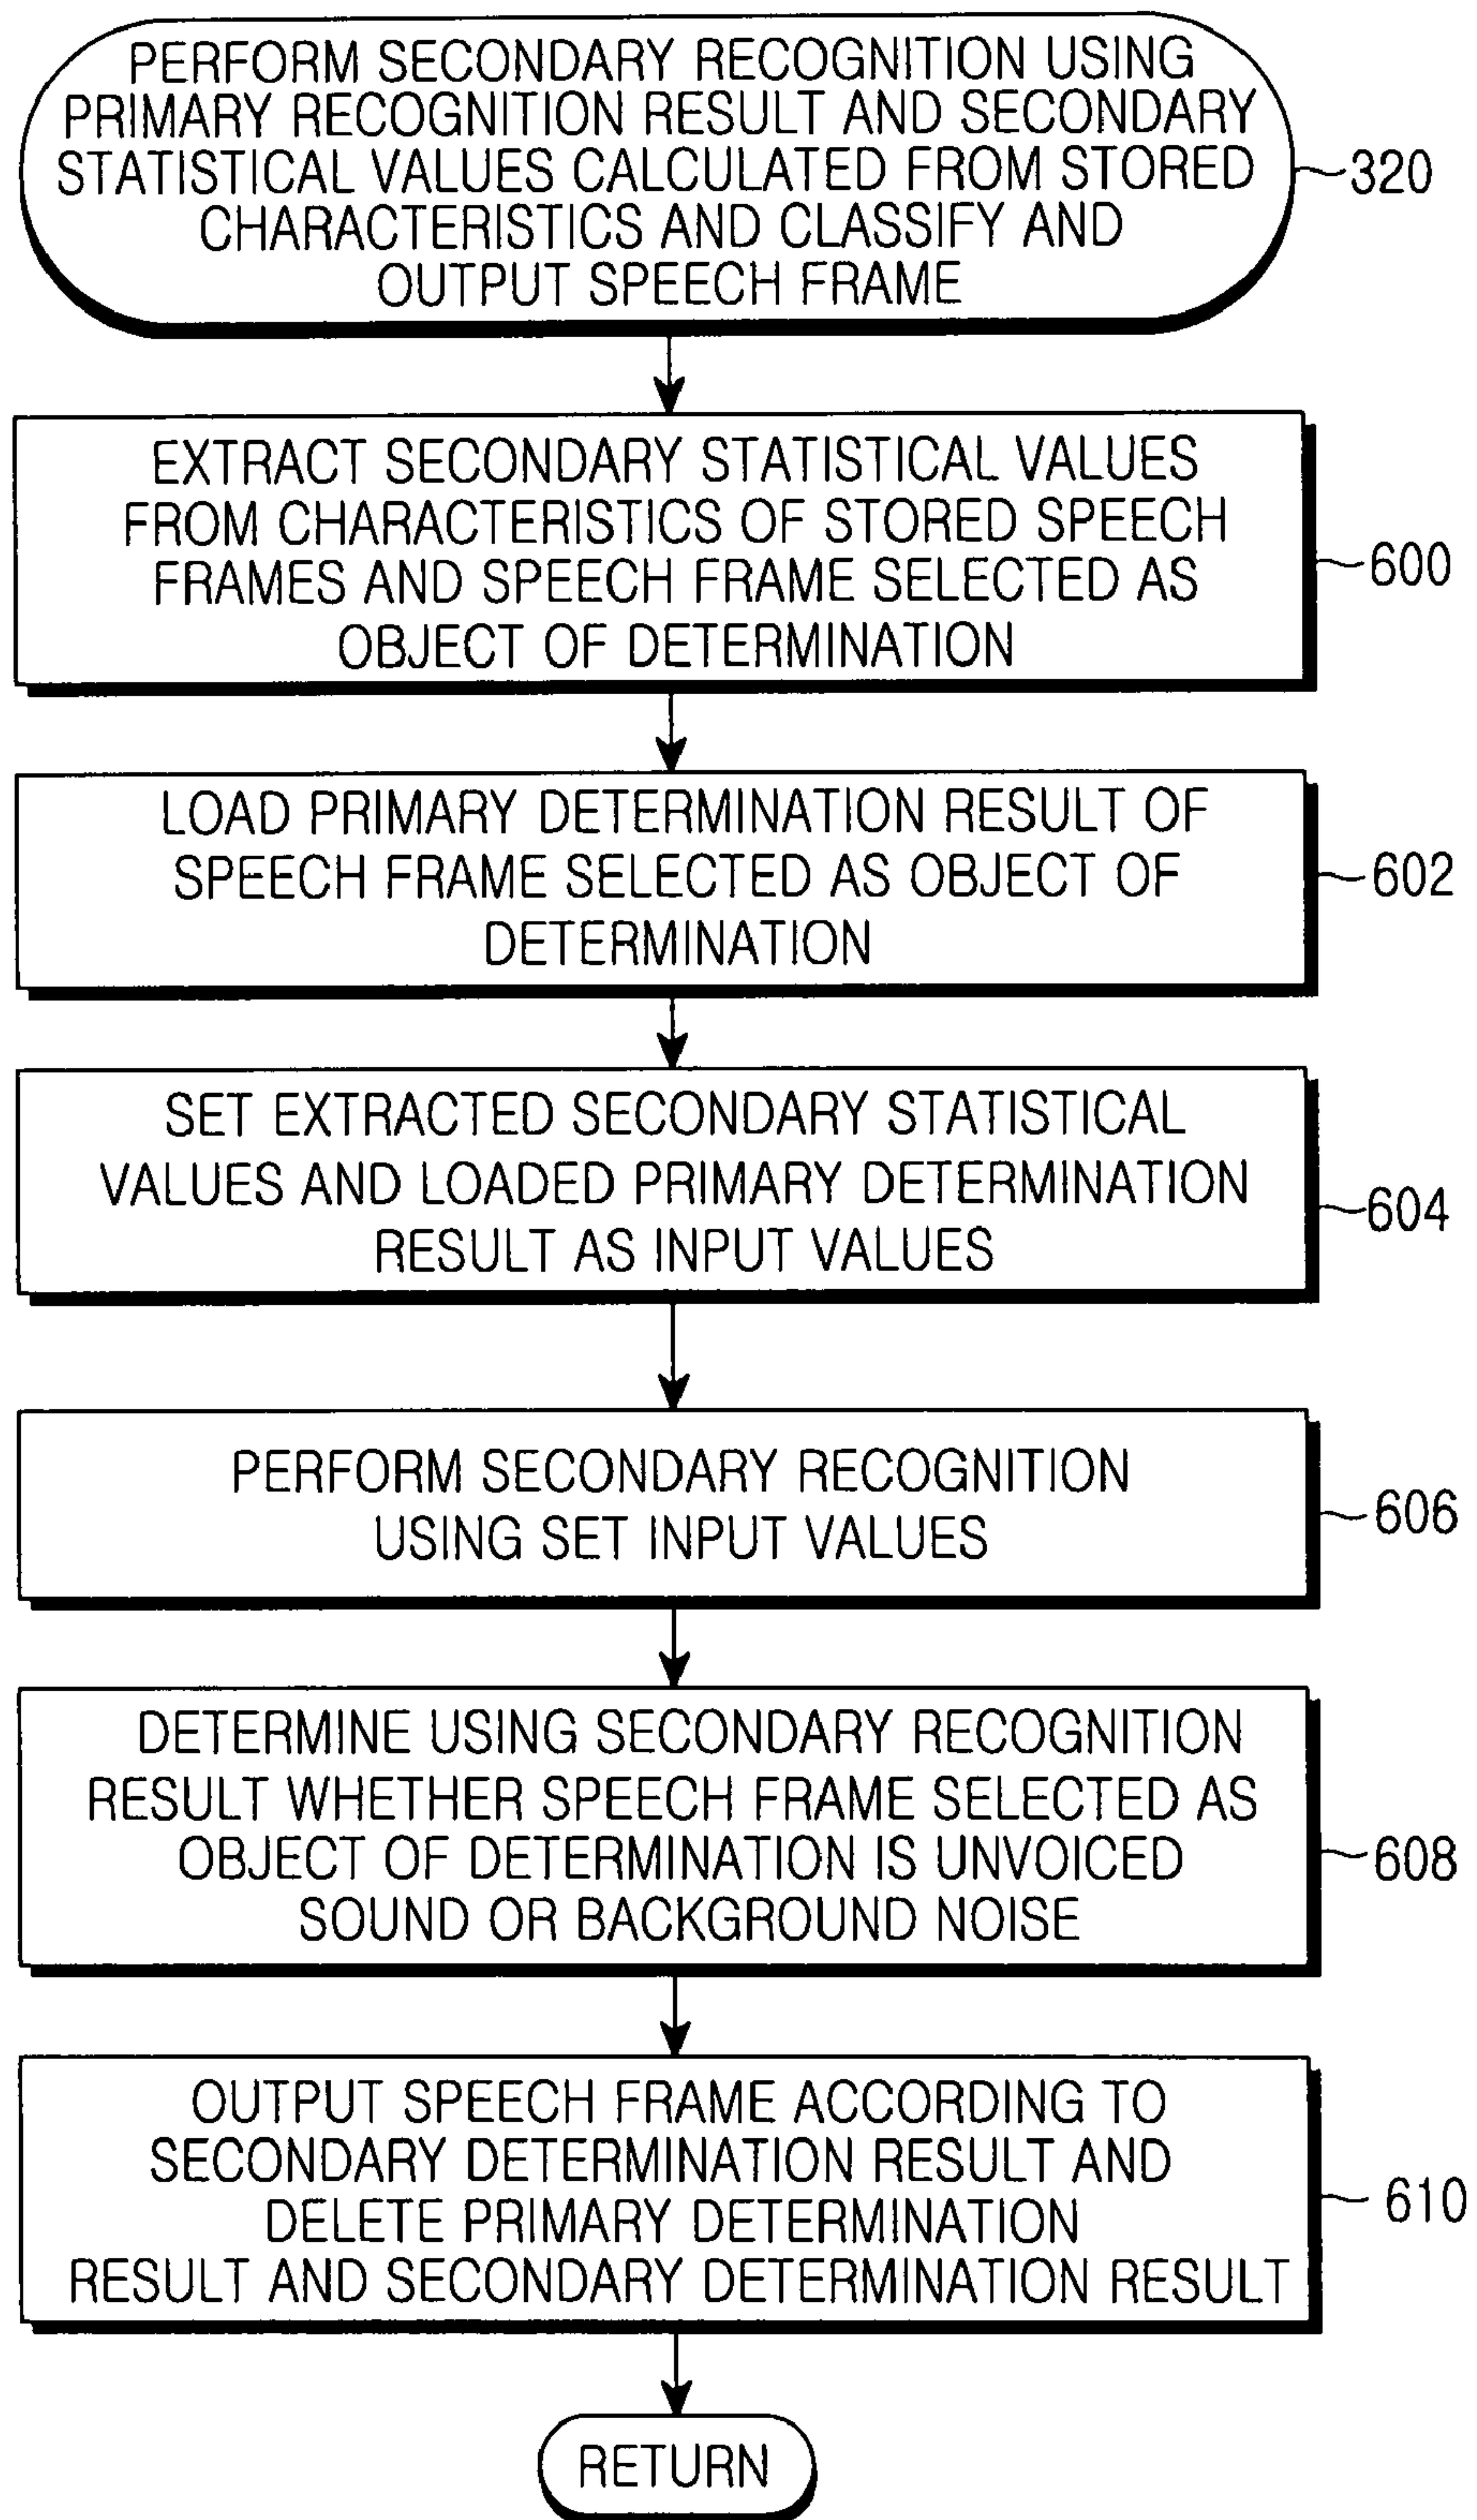 PERFORM SECONDARY RECOGNITION USING
PRIMARY RECOGNITION RESULT AND SECONDARY
STATISTICAL VALUES CALCULATED FROM STORED
CHARACTERISTICS AND CLASSIFY AND
OUTPUT SPEECH FRAME
320
EXTRACT SECONDARY STATISTICAL VALUES
FROM CHARACTERISTICS OF STORED SPEECH
FRAMES AND SPEECH FRAME SELECTED AS
OBJECT OF DETERMINATION
600
LOAD PRIMARY DETERMINATION RESULT OF
SPEECH FRAME SELECTED AS OBJECT OF
DETERMINATION
602
SET EXTRACTED SECONDARY STATISTICAL
VALUES AND LOADED PRIMARY DETERMINATION
RESULT AS INPUT VALUES
604
PERFORM SECONDARY RECOGNITION
USING SET INPUT VALUES
606
DETERMINE USING SECONDARY RECOGNITION
RESULT WHETHER SPEECH FRAME SELECTED AS
OBJECT OF DETERMINATION IS UNVOICED
SOUND OR BACKGROUND NOISE
608
OUTPUT SPEECH FRAME ACCORDING TO
SECONDARY DETERMINATION RESULT AND
DELETE PRIMARY DETERMINATION
RESULT AND SECONDARY DETERMINATION RESULT
610
RETURN